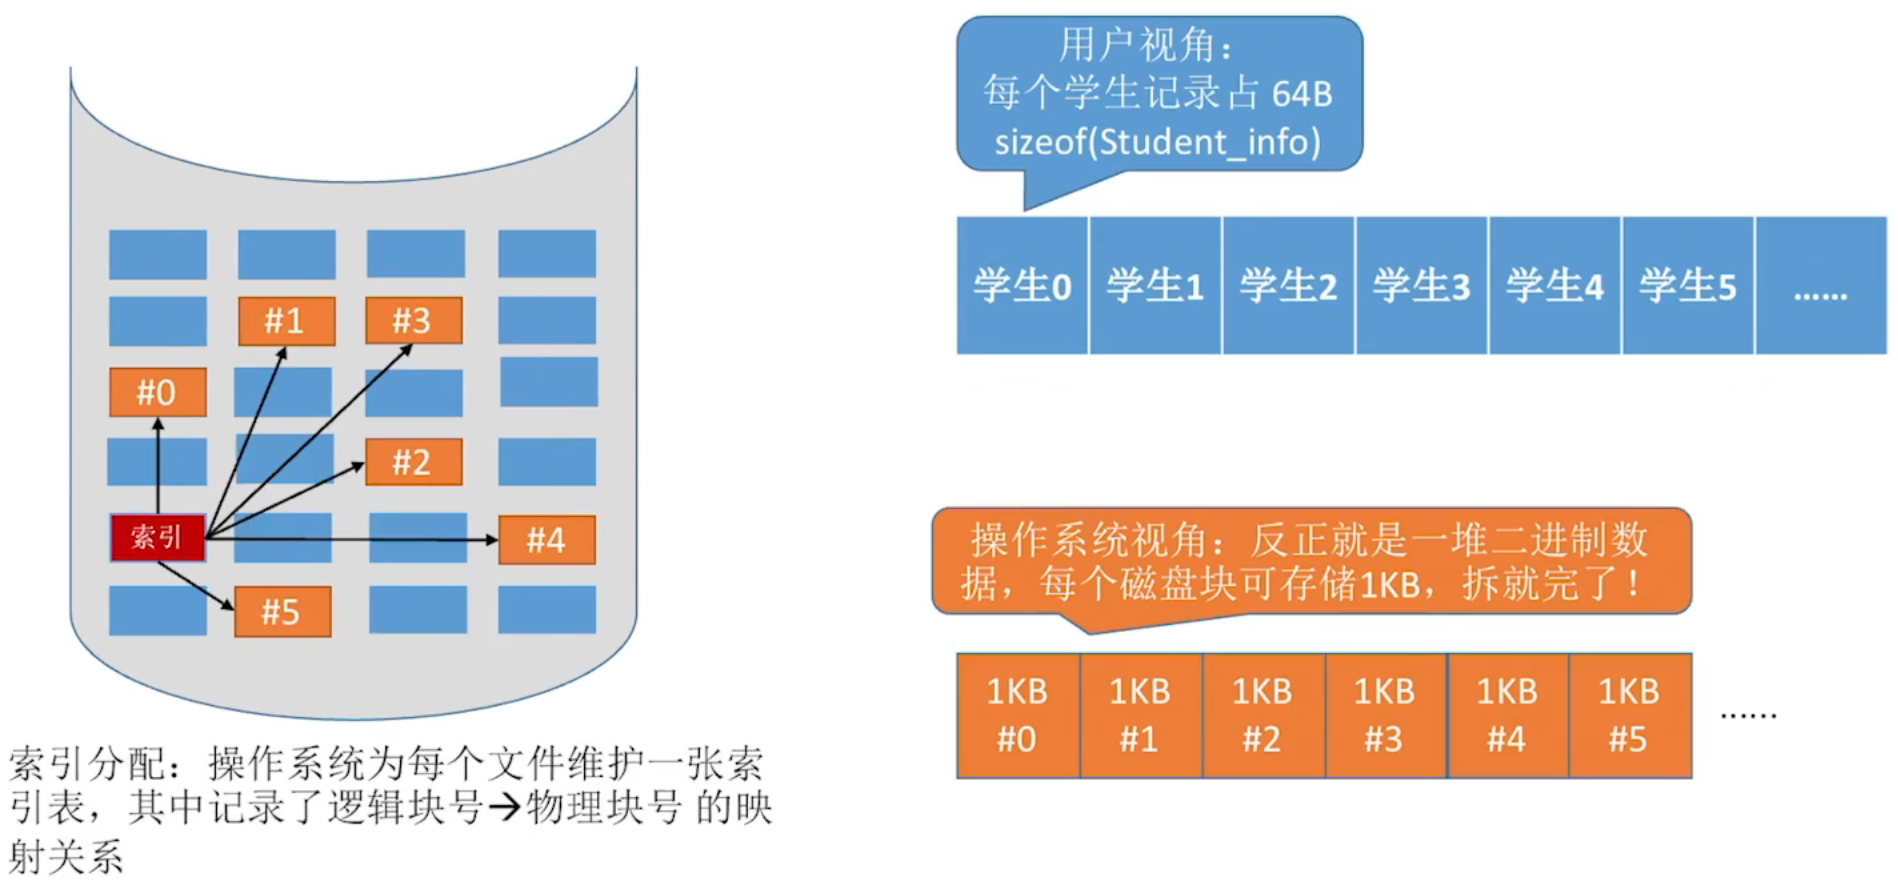 用户视角：
每个学生记录占 64B
sizeof(Student_info)
学生0 学生1 学生2 学生3 学生4 学生5 ......
#1 #3
#0
#2
索引 #4
#5
操作系统视角：反正就是一堆二进制数
据，每个磁盘块可存储1KB，拆就完了！
1KB 1KB 1KB 1KB 1KB 1KB
#0 #1 #2 #3 #4 #5 ......
索引分配：操作系统为每个文件维护一张索
引表，其中记录了逻辑块号→物理块号 的映
射关系